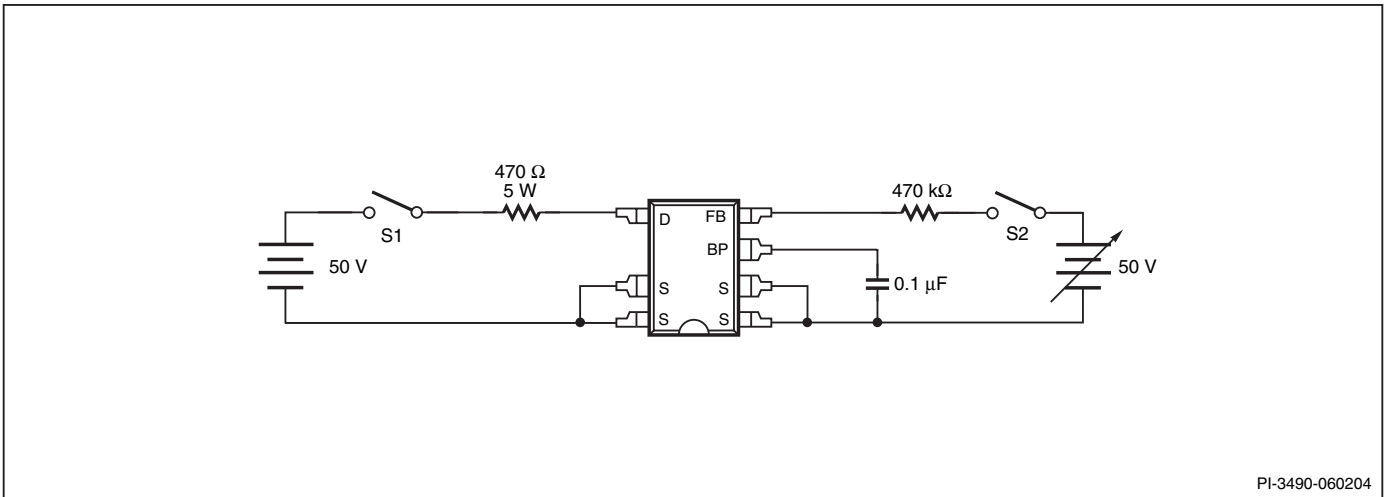 470 Ω
5 W
470 kΩ
S1
D
FB
S2
BP
50 V
50 V
S
S
0.1 µF
S
S
PI-3490-060204